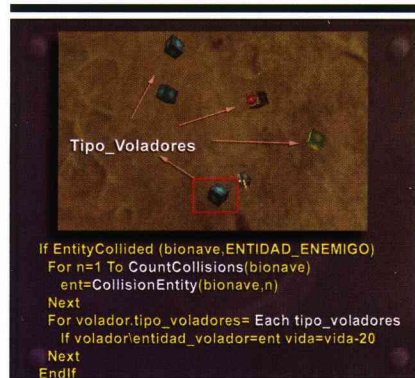 Tipo_Voladores
If EntityCollided (bionave,ENTIDAD_ENEMIGO)
For n=1 To CountCollisions(bionave)
ent=CollisionEntity(bionave,n)
Next
For volador.tipo_voladores= Each tipo_voladores
If volador\entidad_volador=ent vida=vida-20
Next
EndIf